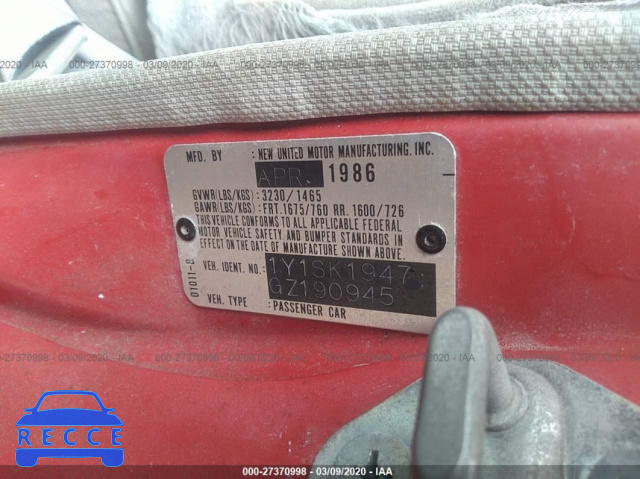 000-27370998 - 03/09/2020 - IAA
MFD. BY : NEW UNITED MOTOR MANUFACTURING. INC.
APR. 1986
GVWR(LBS/KGS):3230/1465
GAWR(LBS/KGS):FRT.1675/760 RR. 1600/726
THIS VEHICLE CONFORMS TO ALL APPLICABLE FEDERAL
MOTOR VEHICLE SAFETY AND BUMPER STANDARDS IN
EFFECT ON THE DATE OF MANUFACTURE SHOWN ABOVE.
VEH. IDENT. NO. : 1Y1SK1947
GZ190945
VEH. TYPE : PASSENGER CAR
RECCE
000-27370998 - 03/09/2020 - IAA